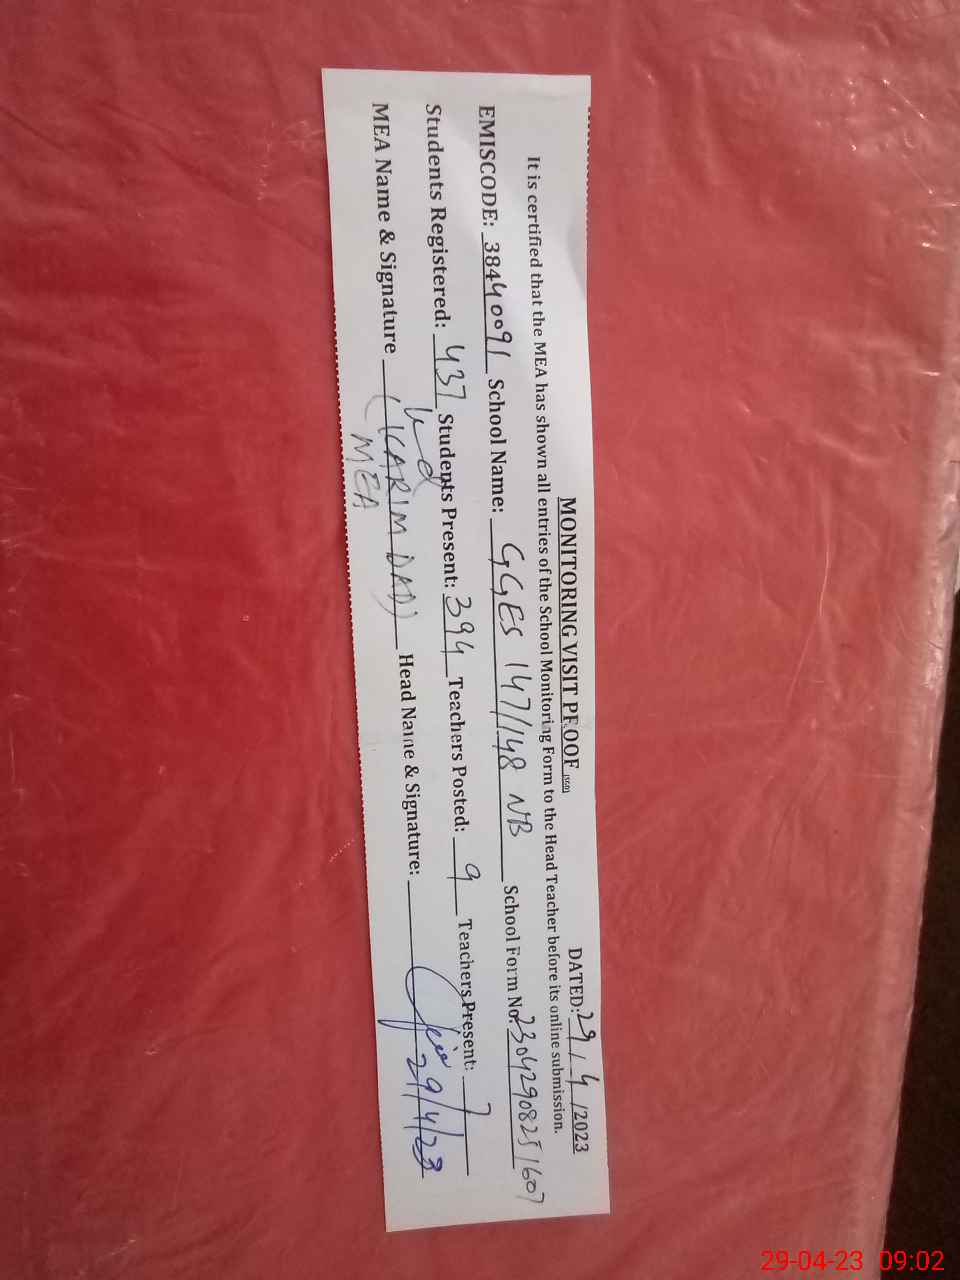 MONITORING VISIT PROOF (SED)
DATED: 29/4/2023
It is certified that the MEA has shown all entries of the School Monitoring Form to the Head Teacher before its online submission.
EMISCODE: 38440091 School Name: GGES 147/148 NB School Form No. 23042908251607
Students Registered: 437 Students Present: 394 Teachers Posted: 9 Teachers Present: 7
MEA Name & Signature (KARIM DAD) Head Name & Signature: 29/4/23
MEA
29-04-23 09:02